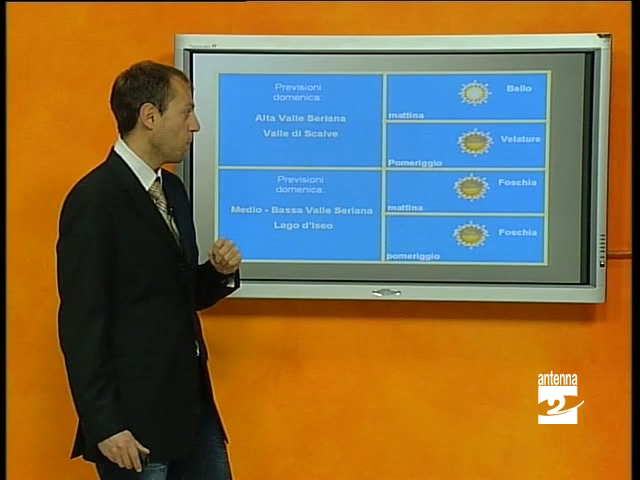 Previsioni
domenica:
Alta Valle Seriana
Valle di Scalve
Bello
mattina
Velature
Pomeriggio
Previsioni
domenica:
Medio - Bassa Valle Seriana
Lago d'Iseo
Foschia
mattina
Foschia
pomeriggio
antenna
2